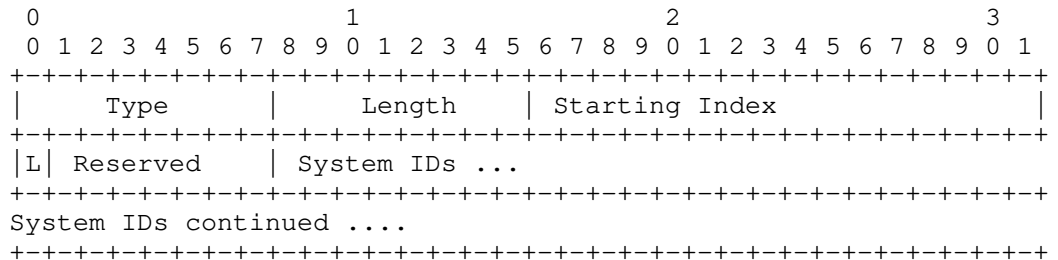 0                   1                   2                   3
 0 1 2 3 4 5 6 7 8 9 0 1 2 3 4 5 6 7 8 9 0 1 2 3 4 5 6 7 8 9 0 1
+-+-+-+-+-+-+-+-+-+-+-+-+-+-+-+-+-+-+-+-+-+-+-+-+-+-+-+-+-+-+-+-+
|     Type      |     Length    | Starting Index                |
+-+-+-+-+-+-+-+-+-+-+-+-+-+-+-+-+-+-+-+-+-+-+-+-+-+-+-+-+-+-+-+-+
|L| Reserved    | System IDs ...
+-+-+-+-+-+-+-+-+-+-+-+-+-+-+-+-+-+-+-+-+-+-+-+-+-+-+-+-+-+-+-+-+
System IDs continued ....
+-+-+-+-+-+-+-+-+-+-+-+-+-+-+-+-+-+-+-+-+-+-+-+-+-+-+-+-+-+-+-+-+